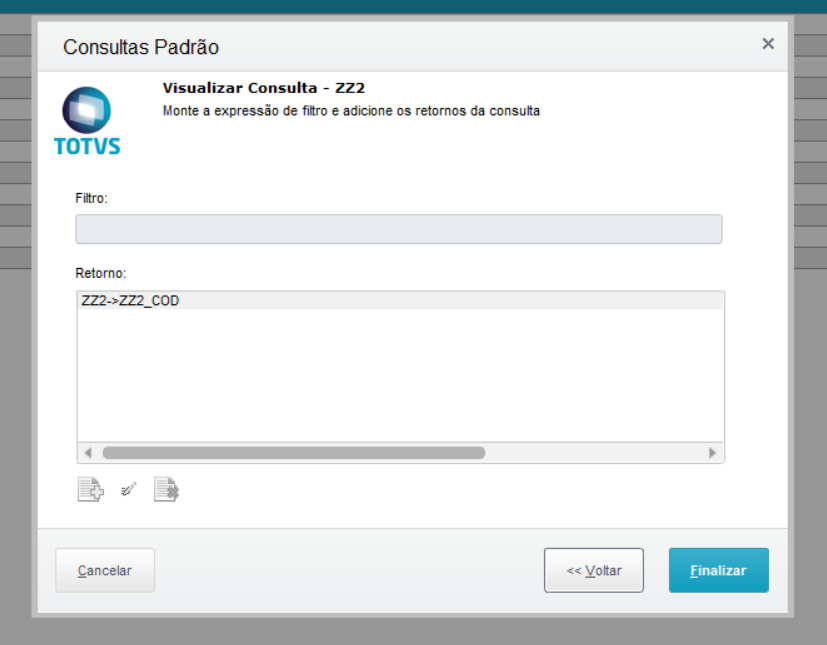 Consultas Padrão
×
Visualizar Consulta - ZZ2
Monte a expressão de filtro e adicione os retornos da consulta
TOTVS
Filtro:
Retorno:
ZZ2->ZZ2_COD
Cancelar
<< Voltar
Finalizar